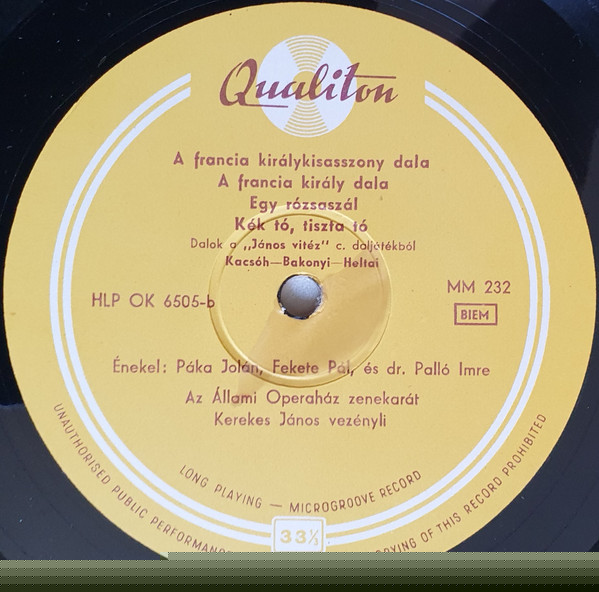 Qualiton
A francia királykisasszony dala
A francia király dala
Egy rózsaszál
Kék tó, tiszta tó
Dalok a „János vitéz" c. daljátékból
Kacsóh—Bakonyi—Heltai
HLP OK 6505-b
MM 232
BIEM
Énekel: Páka Jolán, Fekete Pál, és dr. Palló Imre
Az Állami Operaház zenekarát
Kerekes János vezényli
LONG PLAYING — MICROGROOVE RECORD
33⅓
UNAUTHORISED PUBLIC PERFORMANC
PYING OF THIS RECORD PROHIBITED